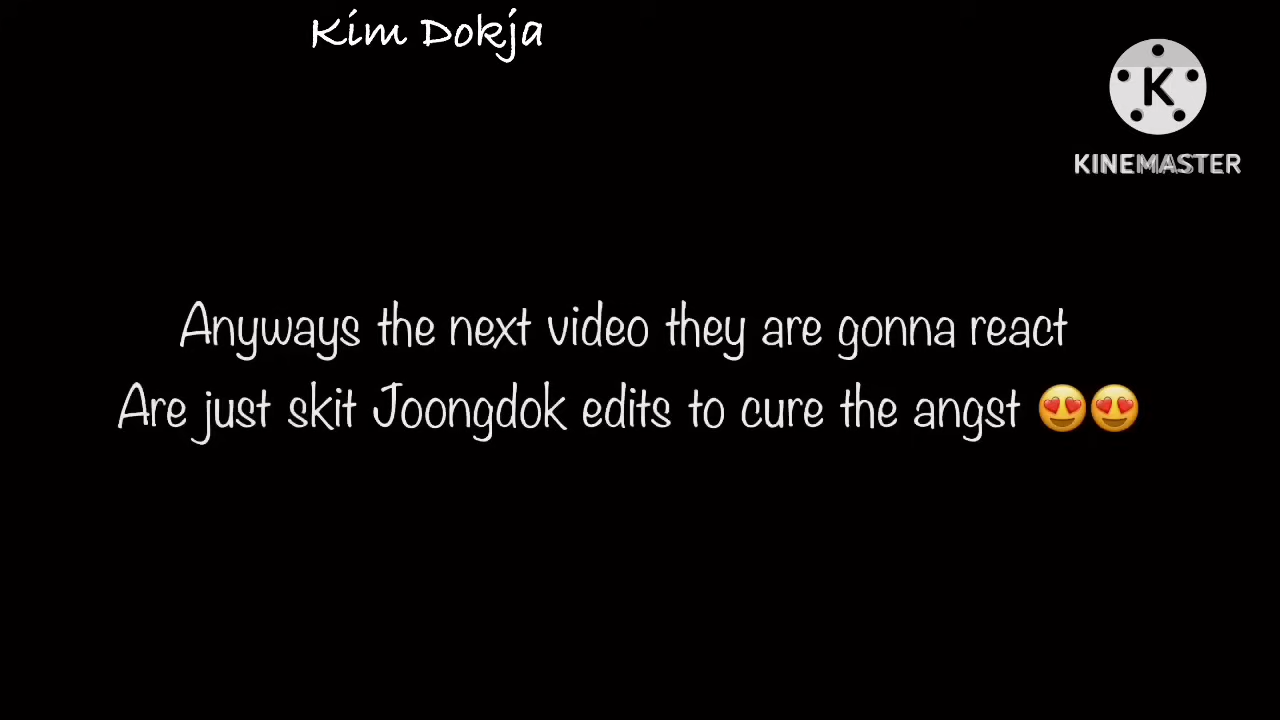 Kim Dokja
K
KINEMASTER
Anyways the next video they are gonna react
Are just skit Joongdok edits to cure the angst 😍😍